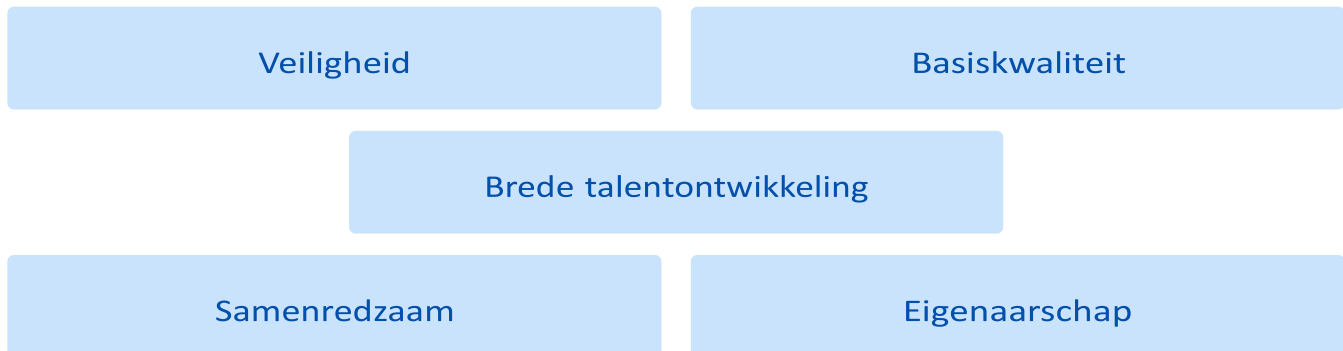 Veiligheid
Basiskwaliteit
Brede talentontwikkeling
Samenredzaam
Eigenaarschap